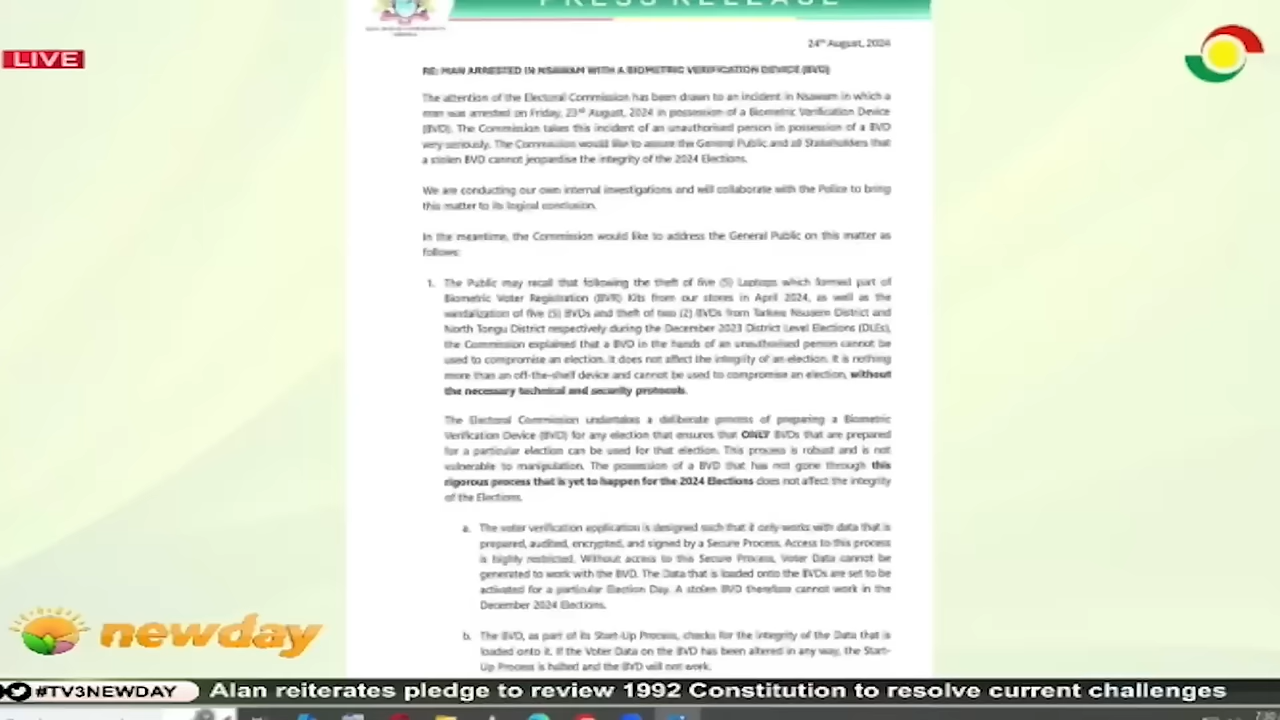 PRESS RELEASE
24th August, 2024
LIVE
RE: MAN ARRESTED IN NSAWAM WITH A BIOMETRIC VERIFICATION DEVICE (BVD)
The attention of the Electoral Commission has been drawn to an incident in Nsawam in which a
man was arrested on Friday, 23rd August, 2024 in possession of a Biometric Verification Device
(BVD). The Commission takes this incident of an unauthorised person in possession of a BVD
very seriously. The Commission would like to assure the General Public and all Stakeholders that
a stolen BVD cannot jeopardise the integrity of the 2024 Elections.
We are conducting our own internal investigations and will collaborate with the Police to bring
this matter to its logical conclusion.
In the meantime, the Commission would like to address the General Public on this matter as
follows:
1. The Public may recall that following the theft of five (5) Laptops which formed part of
Biometric Voter Registration (BVR) Kits from our stores in April 2024, as well as the
vandalization of five (5) BVDs and theft of two (2) BVDs from Tarkwa Nsuaem District and
North Tongu District respectively during the December 2023 District Level Elections (DLEs),
the Commission explained that a BVD in the hands of an unauthorised person cannot be
used to compromise an election. It does not affect the integrity of an election. It is nothing
more than an off-the-shelf device and cannot be used to compromise an election, without
the necessary technical and security protocols.
The Electoral Commission undertakes a deliberate process of preparing a Biometric
Verification Device (BVD) for any election that ensures that ONLY BVDs that are prepared
for a particular election can be used for that election. This process is robust and is not
vulnerable to manipulation. The possession of a BVD that has not gone through this
rigorous process that is yet to happen for the 2024 Elections does not affect the integrity
of the Elections.
a. The voter verification application is designed such that it only works with data that is
prepared, audited, encrypted, and signed by a Secure Process. Access to this process
is highly restricted. Without access to this Secure Process, Voter Data cannot be
generated to work with the BVD. The Data that is loaded onto the BVDs are set to be
activated for a particular Election Day. A stolen BVD therefore cannot work in the
December 2024 Elections.
b. The BVD, as part of its Start-Up Process, checks for the integrity of the Data that is
loaded onto it. If the Voter Data on the BVD has been altered in any way, the Start-
Up Process is halted and the BVD will not work.
newday
#TV3NEWDAY
Alan reiterates pledge to review 1992 Constitution to resolve current challenges